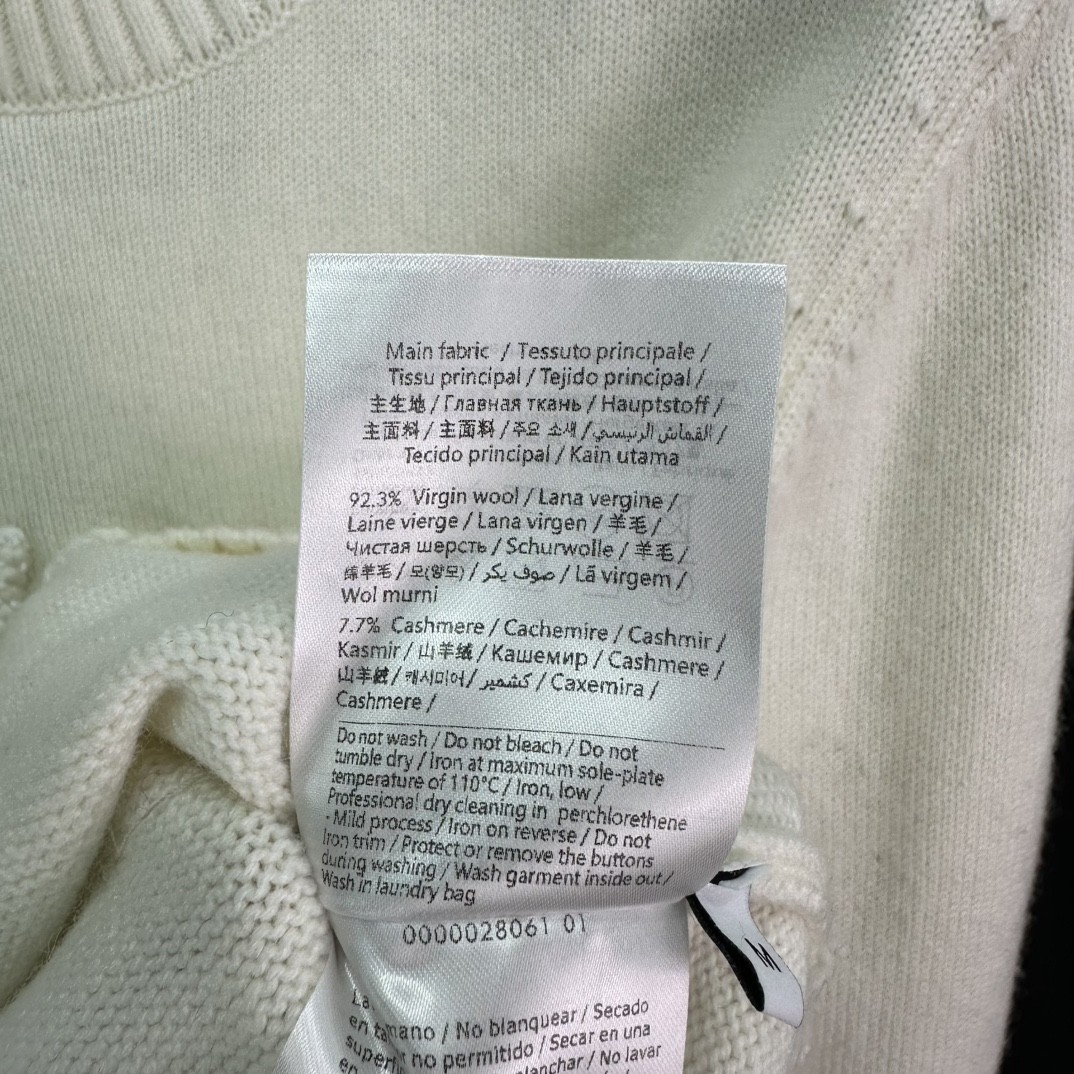 Main fabric / Tessuto principale /
Tissu principal / Tejido principal /
主生地 / Главная ткань / Hauptstoff /
主面料 / 主面料 / 주요 소재 / القماش الرئيسي /
Tecido principal / Kain utama
92.3% Virgin wool / Lana vergine /
Laine vierge / Lana virgen / 羊毛 /
Чистая шерсть / Schurwolle / 羊毛 /
綿羊毛 / 모(양모) / صوف بكر / Lã virgem /
Wol murni
7.7% Cashmere / Cachemire / Cashmir /
Kasmir / 山羊绒 / Кашемир / Cashmere /
山羊絨 / 캐시미어 / كشمير / Caxemira /
Cashmere /
Do not wash / Do not bleach / Do not
tumble dry / Iron at maximum sole-plate
temperature of 110°C / Iron, low /
Professional dry cleaning in perchlorethene
- Mild process / Iron on reverse / Do not
Iron trim / Protect or remove the buttons
during washing / Wash garment inside out /
Wash in laundry bag
0000028061 01
M
La
en tamano / No blanquear / Secado
no permitido / Secar en una
planchar / No lavar